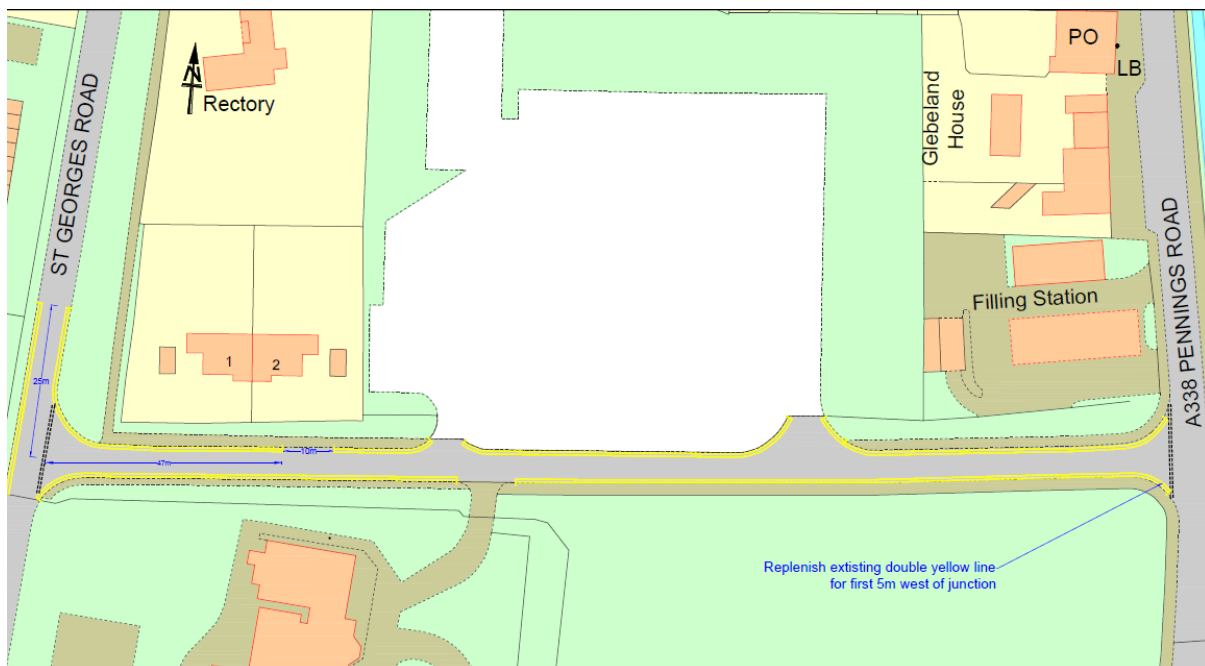 PO
LB
N
Rectory
Glebeland
House
ST GEORGES ROAD
A338 PENNINGS ROAD
Filling Station
1
2
25m
10m
47m
Replenish extisting double yellow line
for first 5m west of junction